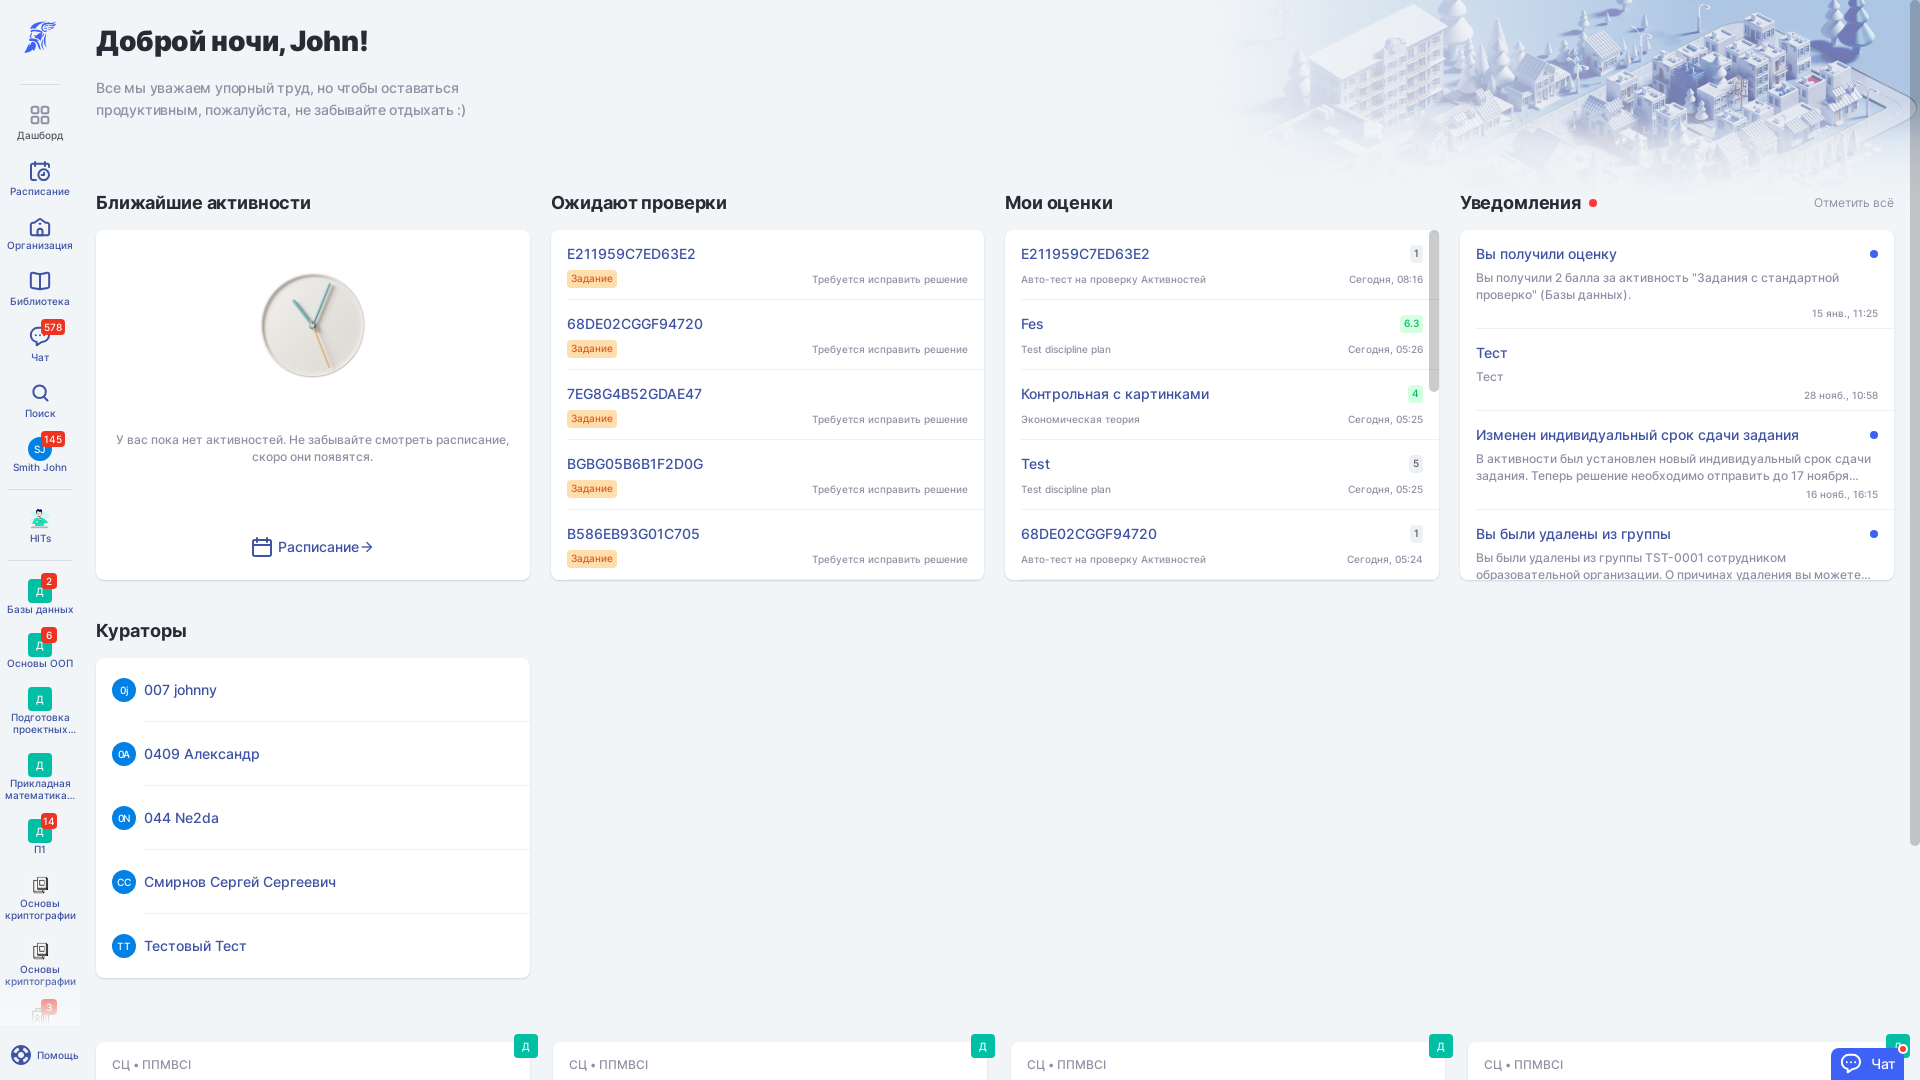 Дашборд
Расписание
Организация
Библиотека
578
Чат
Поиск
SJ
145
Smith John
HITs
Д
2
Базы данных
Д
6
Основы ООП
Д
Подготовка
проектных...
Д
Прикладная
математика...
Д
14
П1
Основы
криптографии
Основы
криптографии
3
Помощь
Доброй ночи, John!
Все мы уважаем упорный труд, но чтобы оставаться
продуктивным, пожалуйста, не забывайте отдыхать :)
Ближайшие активности
У вас пока нет активностей. Не забывайте смотреть расписание,
скоро они появятся.
Расписание
Ожидают проверки
E211959C7ED63E2
Задание
Требуется исправить решение
68DE02CGGF94720
Задание
Требуется исправить решение
7EG8G4B52GDAE47
Задание
Требуется исправить решение
BGBG05B6B1F2D0G
Задание
Требуется исправить решение
B586EB93G01C705
Задание
Требуется исправить решение
Мои оценки
E211959C7ED63E2
1
Авто-тест на проверку Активностей
Сегодня, 08:16
Fes
6.3
Test discipline plan
Сегодня, 05:26
Контрольная с картинками
4
Экономическая теория
Сегодня, 05:25
Test
5
Test discipline plan
Сегодня, 05:25
68DE02CGGF94720
1
Авто-тест на проверку Активностей
Сегодня, 05:24
Уведомления
Отметить всё
Вы получили оценку
Вы получили 2 балла за активность "Задания с стандартной
проверко" (Базы данных).
15 янв., 11:25
Тест
Тест
28 нояб., 10:58
Изменен индивидуальный срок сдачи задания
В активности был установлен новый индивидуальный срок сдачи
задания. Теперь решение необходимо отправить до 17 ноября...
16 нояб., 16:15
Вы были удалены из группы
Вы были удалены из группы TST-0001 сотрудником
образовательной организации. О причинах удаления вы можете...
Кураторы
0j
007 johnny
0А
0409 Александр
0N
044 Ne2da
СС
Смирнов Сергей Сергеевич
ТТ
Тестовый Тест
СЦ • ППМВСI
Д
СЦ • ППМВСI
Д
СЦ • ППМВСI
Д
СЦ • ППМВСI
Чат